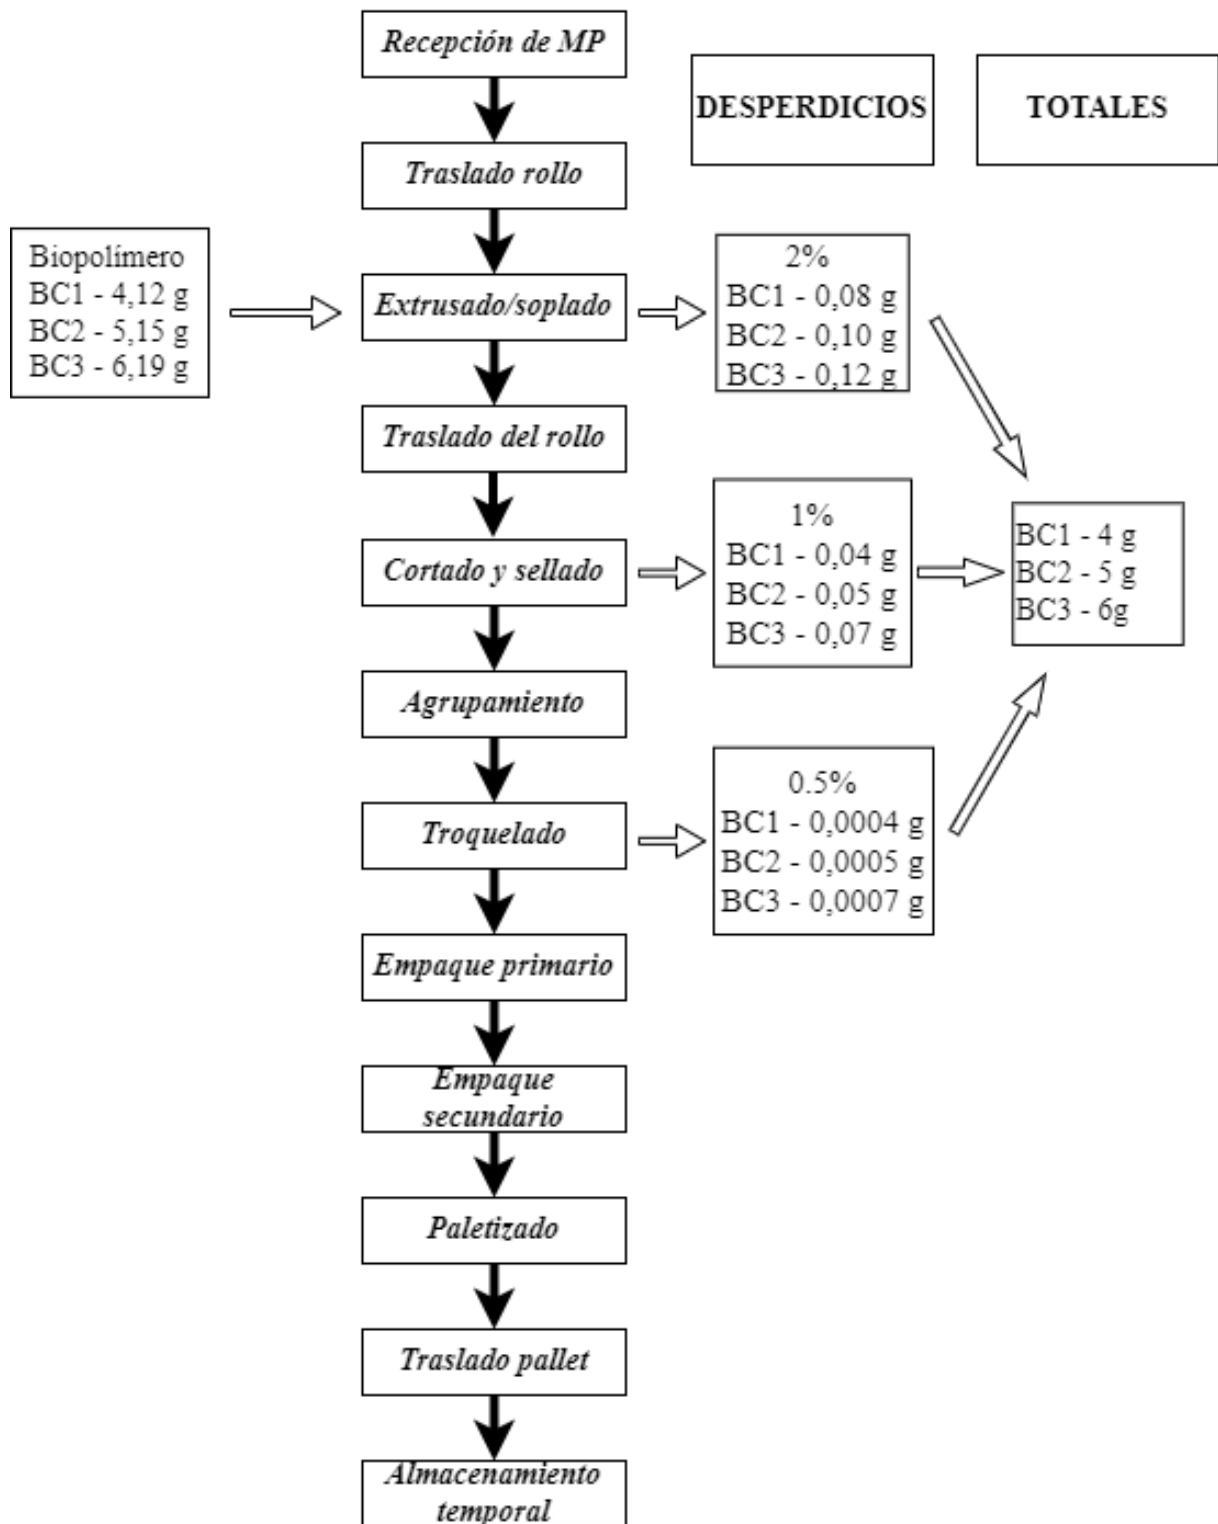 Recepción de MP
DESPERDICIOS
TOTALES
Traslado rollo
Biopolímero
BC1 - 4,12 g
BC2 - 5,15 g
BC3 - 6,19 g
Extrusado/soplado
2%
BC1 - 0,08 g
BC2 - 0,10 g
BC3 - 0,12 g
Traslado del rollo
Cortado y sellado
1%
BC1 - 0,04 g
BC2 - 0,05 g
BC3 - 0,07 g
BC1 - 4 g
BC2 - 5 g
BC3 - 6g
Agrupamiento
Troquelado
0.5%
BC1 - 0,0004 g
BC2 - 0,0005 g
BC3 - 0,0007 g
Empaque primario
Empaque
secundario
Paletizado
Traslado pallet
Almacenamiento
temporal